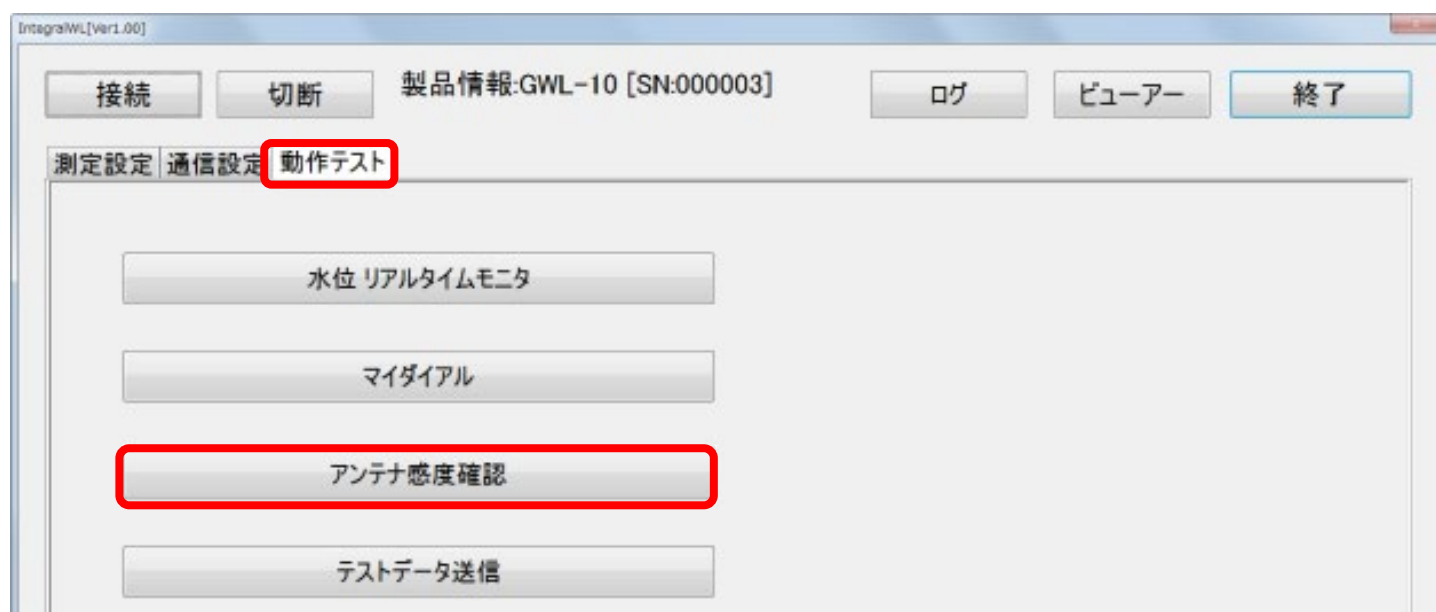 IntegralWL[Ver1.00]
接続 切断 製品情報:GWL-10 [SN:000003] ログ ビューアー 終了
測定設定 通信設定 動作テスト
水位 リアルタイムモニタ
マイダイアル
アンテナ感度確認
テストデータ送信